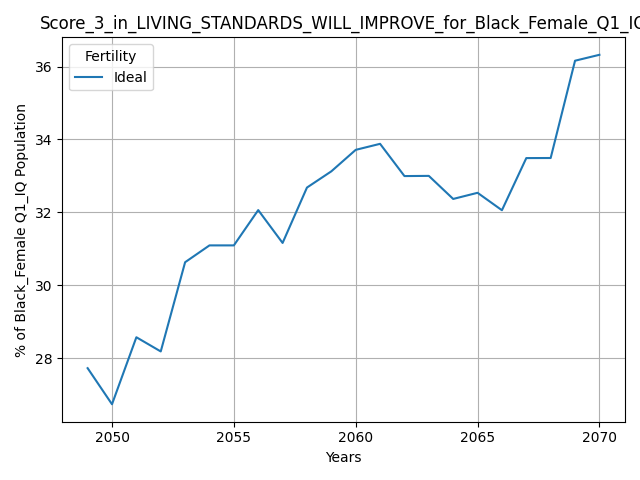 Score_3_in_LIVING_STANDARDS_WILL_IMPROVE_for_Black_Female_Q1_IQ
Fertility
Ideal
% of Black_Female Q1_IQ Population
36
34
32
30
28
2050 2055 2060 2065 2070
Years